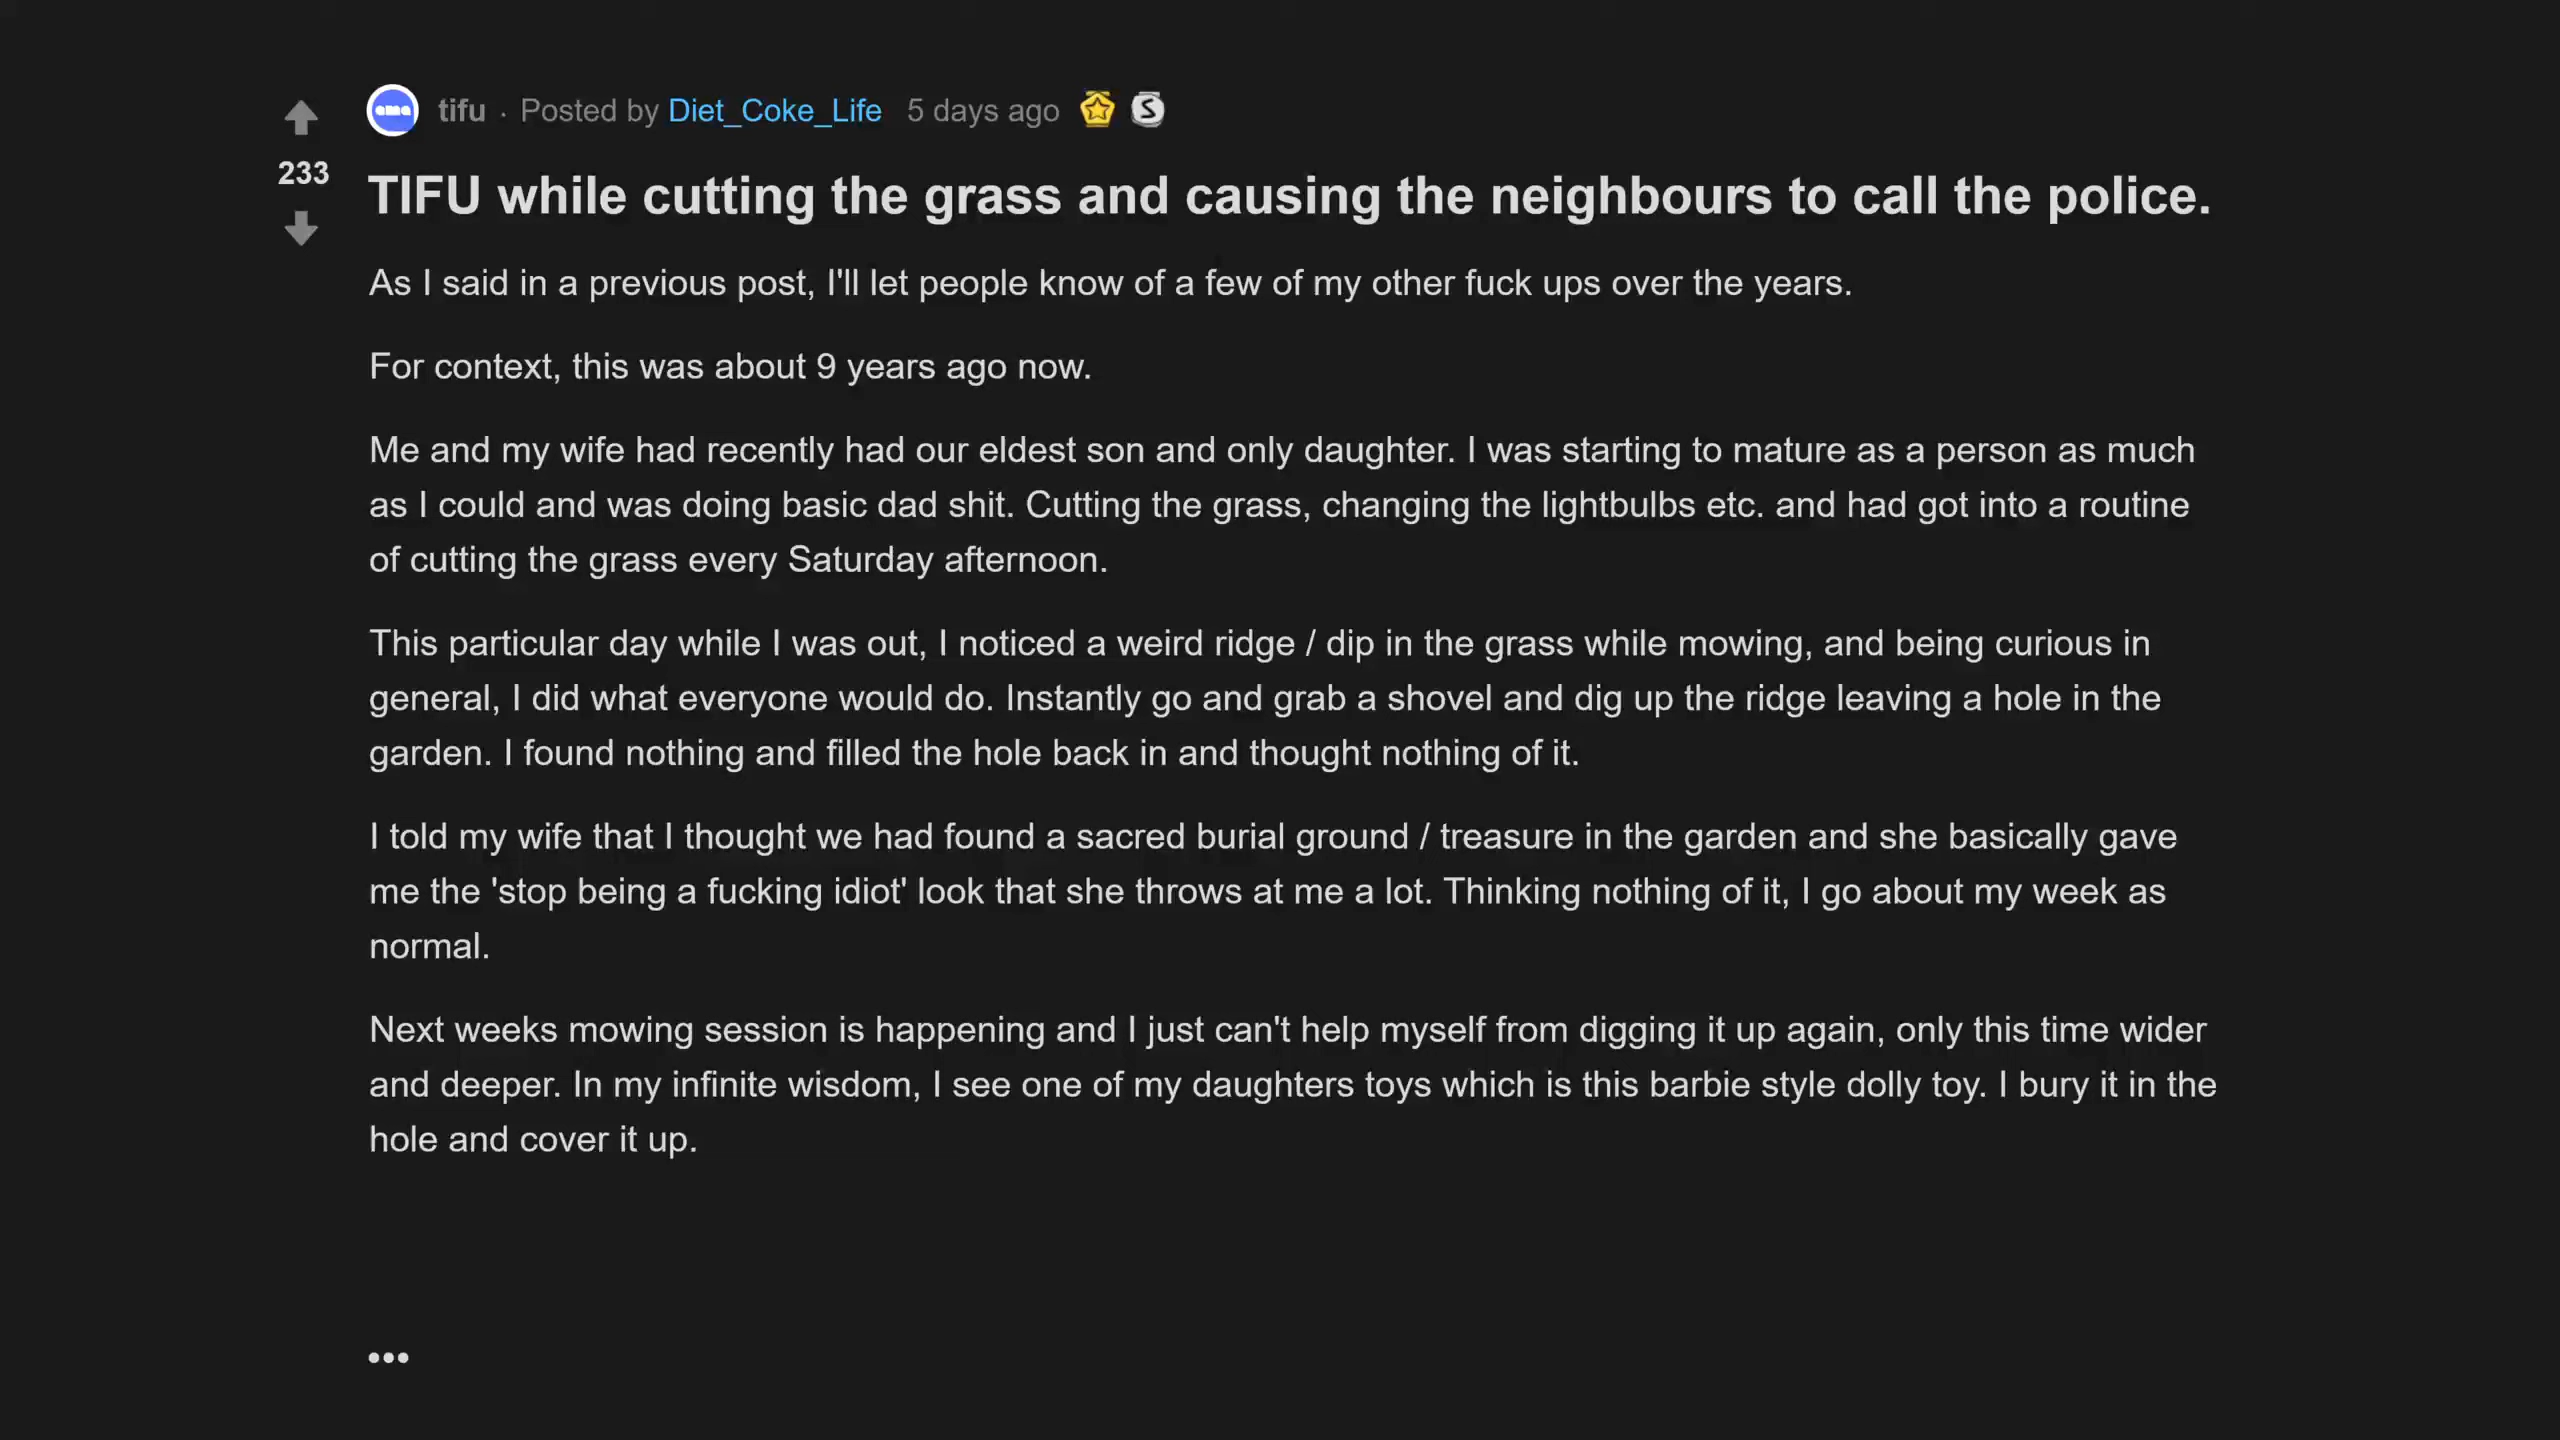 tifu · Posted by Diet_Coke_Life 5 days ago
233
TIFU while cutting the grass and causing the neighbours to call the police.
As I said in a previous post, I'll let people know of a few of my other fuck ups over the years.
For context, this was about 9 years ago now.
Me and my wife had recently had our eldest son and only daughter. I was starting to mature as a person as much
as I could and was doing basic dad shit. Cutting the grass, changing the lightbulbs etc. and had got into a routine
of cutting the grass every Saturday afternoon.
This particular day while I was out, I noticed a weird ridge / dip in the grass while mowing, and being curious in
general, I did what everyone would do. Instantly go and grab a shovel and dig up the ridge leaving a hole in the
garden. I found nothing and filled the hole back in and thought nothing of it.
I told my wife that I thought we had found a sacred burial ground / treasure in the garden and she basically gave
me the 'stop being a fucking idiot' look that she throws at me a lot. Thinking nothing of it, I go about my week as
normal.
Next weeks mowing session is happening and I just can't help myself from digging it up again, only this time wider
and deeper. In my infinite wisdom, I see one of my daughters toys which is this barbie style dolly toy. I bury it in the
hole and cover it up.
•••